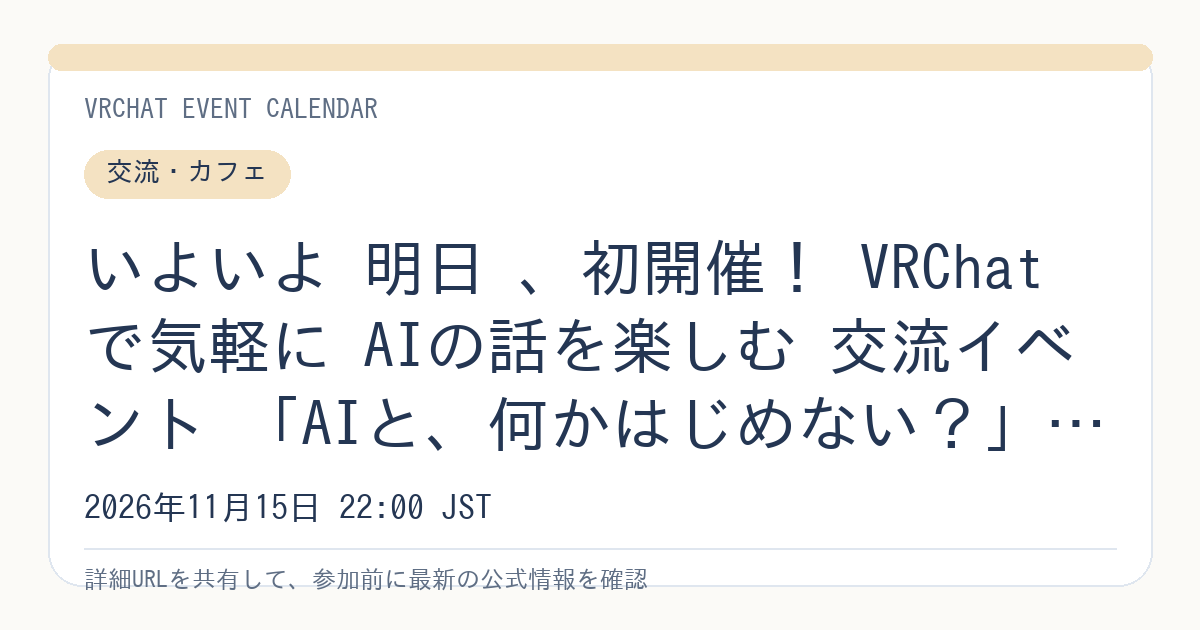 VRCHAT EVENT CALENDAR
交流・カフェ
いよいよ 明日 、初開催！ VRChat
で気軽に AIの話を楽しむ 交流イベ
ント 「AIと、何かはじめない？」…
2026年11月15日 22:00 JST
詳細URLを共有して、参加前に最新の公式情報を確認